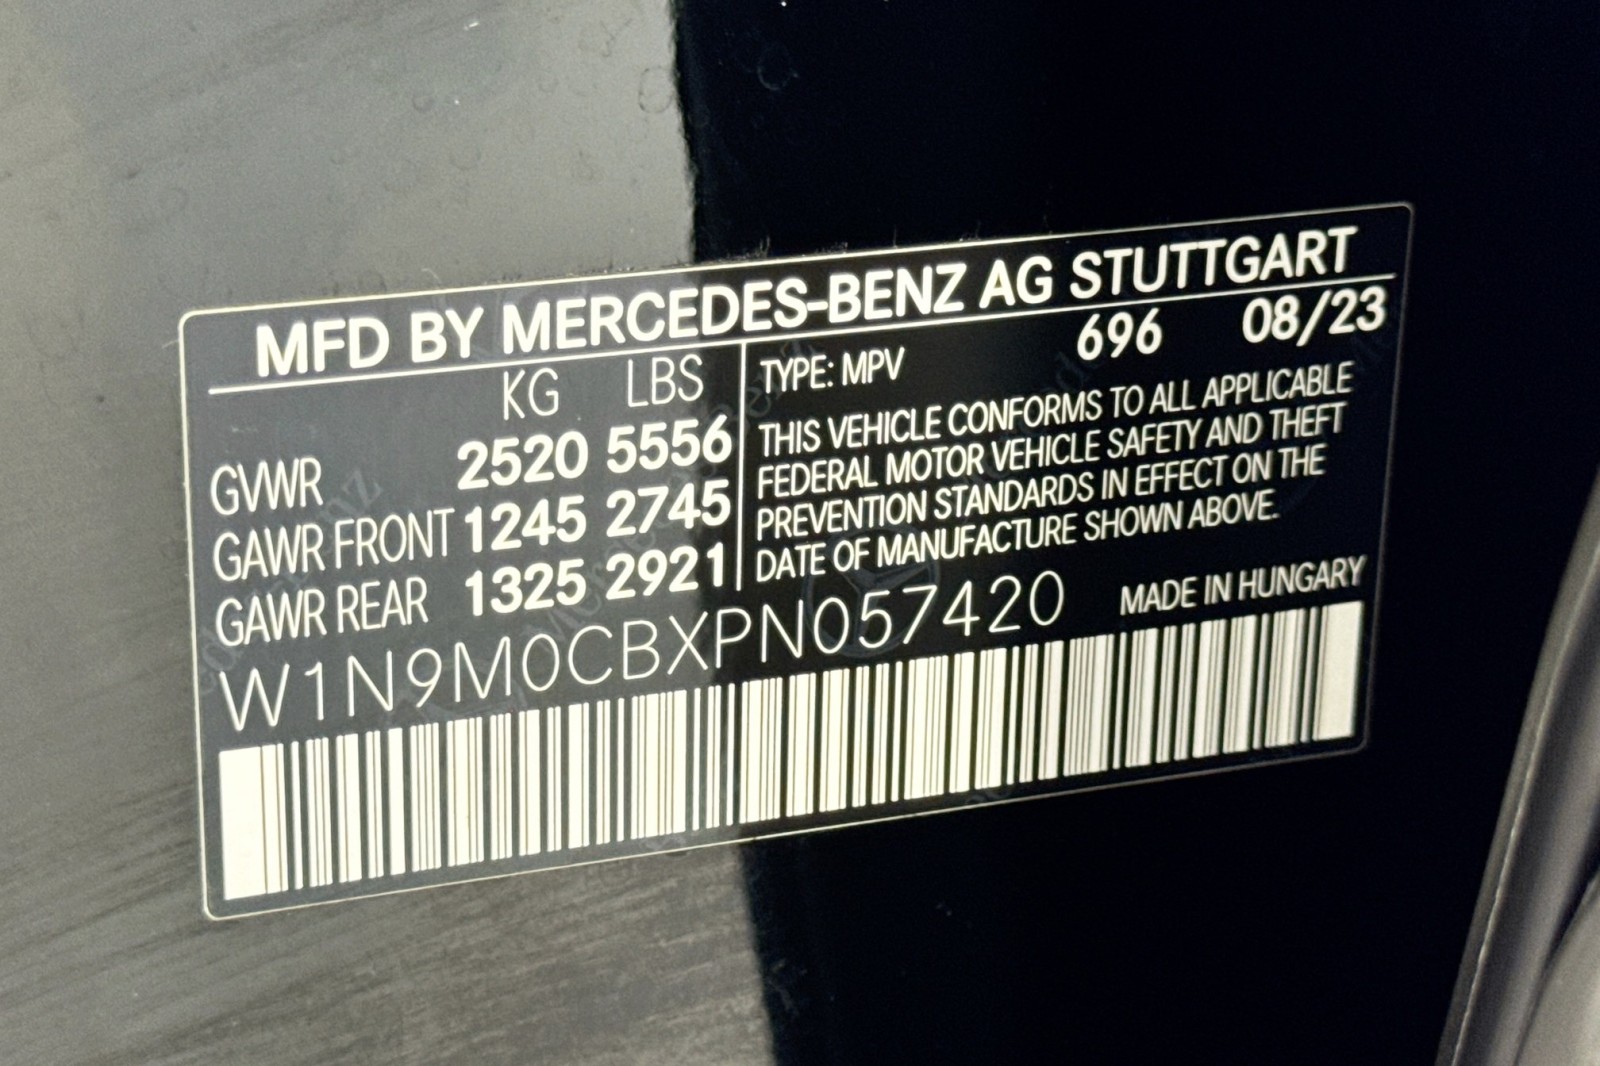 MFD BY MERCEDES-BENZ AG STUTTGART
KG LBS
GVWR 2520 5556
GAWR FRONT 1245 2745
GAWR REAR 1325 2921
TYPE: MPV 696 08/23
THIS VEHICLE CONFORMS TO ALL APPLICABLE
FEDERAL MOTOR VEHICLE SAFETY AND THEFT
PREVENTION STANDARDS IN EFFECT ON THE
DATE OF MANUFACTURE SHOWN ABOVE.
W1N9M0CBXPN057420
MADE IN HUNGARY